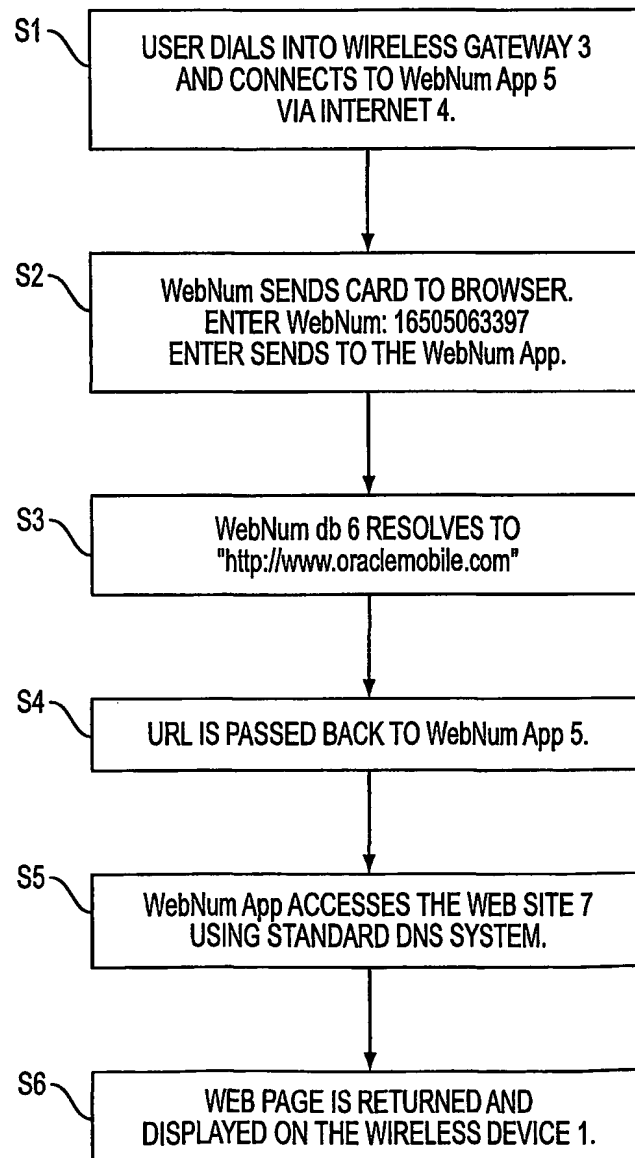 S1
USER DIALS INTO WIRELESS GATEWAY 3
AND CONNECTS TO WebNum App 5
VIA INTERNET 4.
S2
WebNum SENDS CARD TO BROWSER.
ENTER WebNum: 16505063397
ENTER SENDS TO THE WebNum App.
S3
WebNum db 6 RESOLVES TO
"http://www.oraclemobile.com"
S4
URL IS PASSED BACK TO WebNum App 5.
S5
WebNum App ACCESSES THE WEB SITE 7
USING STANDARD DNS SYSTEM.
S6
WEB PAGE IS RETURNED AND
DISPLAYED ON THE WIRELESS DEVICE 1.